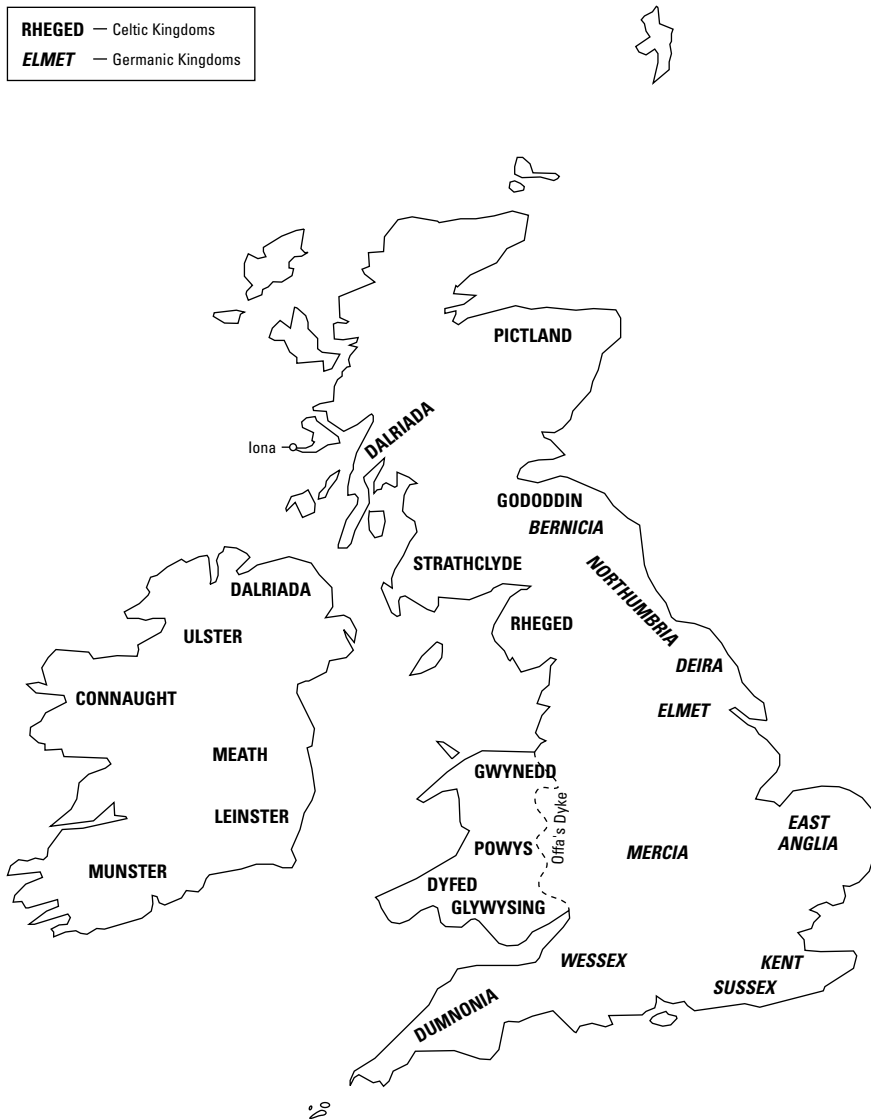 RHEGED — Celtic Kingdoms
ELMET — Germanic Kingdoms
PICTLAND
DALRIADA
Iona
GODODDIN
BERNICIA
STRATHCLYDE
NORTHUMBRIA
DALRIADA
RHEGED
ULSTER
DEIRA
CONNAUGHT
ELMET
MEATH
GWYNEDD
Offa's Dyke
LEINSTER
EAST
ANGLIA
POWYS
MERCIA
MUNSTER
DYFED
GLYWYSING
WESSEX
KENT
SUSSEX
DUMNONIA